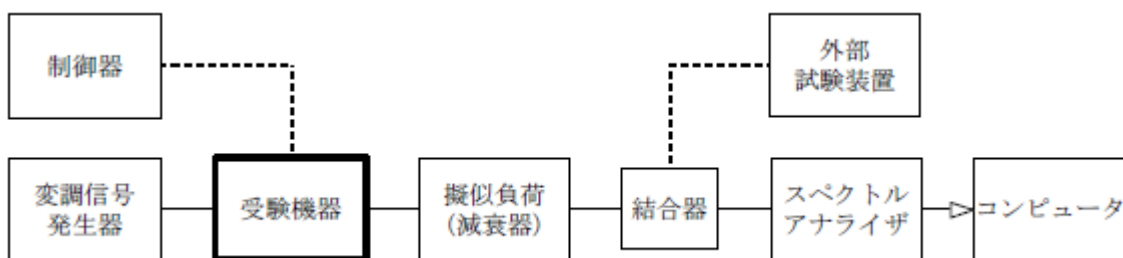 制御器
外部
試験装置
変調信号
発生器
受験機器
擬似負荷
(減衰器)
結合器
スペクトル
アナライザ
コンピュータ